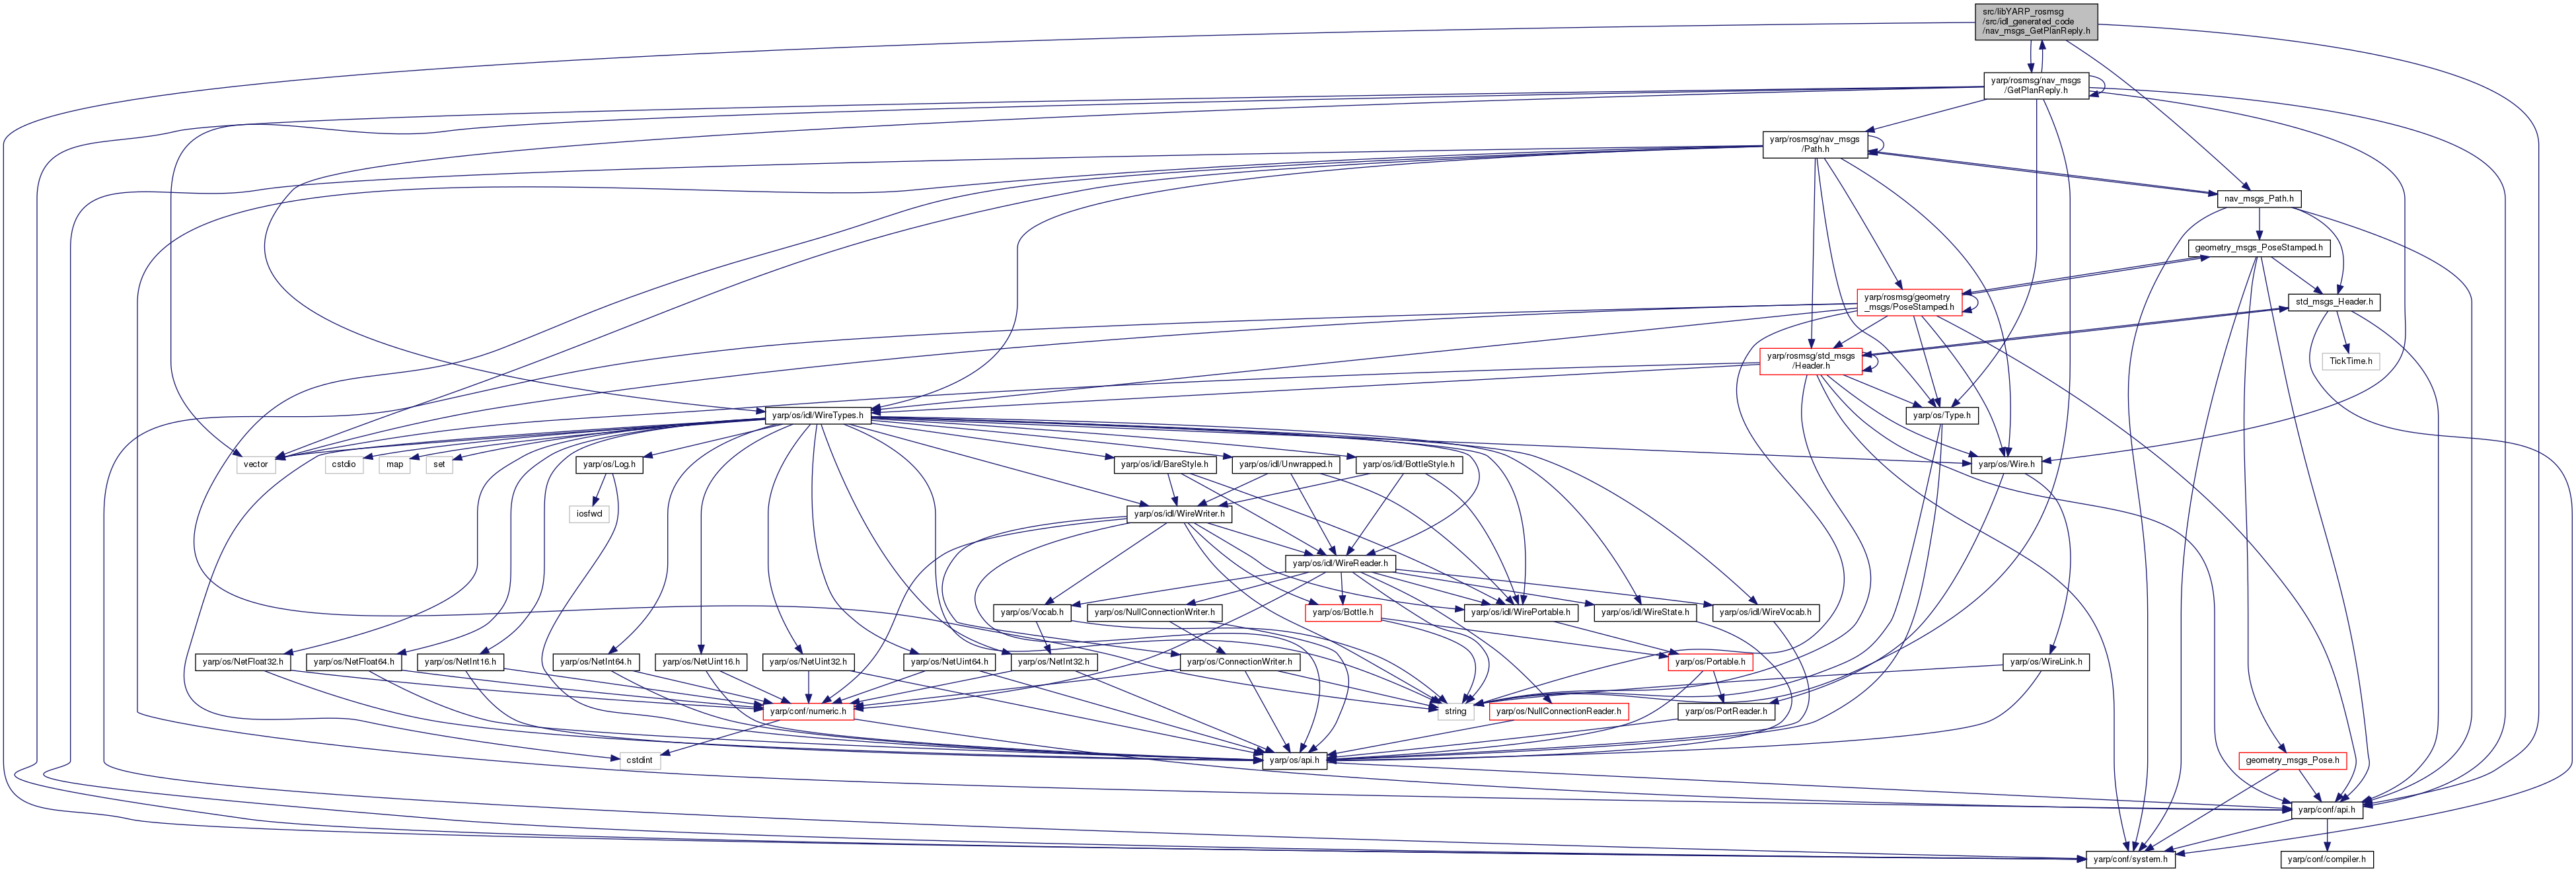 src/libYARP_rosmsg
/src/idl_generated_code
/nav_msgs_GetPlanReply.h
yarp/rosmsg/nav_msgs
/GetPlanReply.h
yarp/rosmsg/nav_msgs
/Path.h
nav_msgs_Path.h
geometry_msgs_PoseStamped.h
yarp/rosmsg/geometry
_msgs/PoseStamped.h
std_msgs_Header.h
yarp/rosmsg/std_msgs
/Header.h
TickTime.h
yarp/os/idl/WireTypes.h
yarp/os/Type.h
vector
cstdio
map
set
yarp/os/Log.h
yarp/os/idl/BareStyle.h
yarp/os/idl/Unwrapped.h
yarp/os/idl/BottleStyle.h
yarp/os/Wire.h
iosfwd
yarp/os/idl/WireWriter.h
yarp/os/idl/WireReader.h
yarp/os/Vocab.h
yarp/os/NullConnectionWriter.h
yarp/os/Bottle.h
yarp/os/idl/WirePortable.h
yarp/os/idl/WireState.h
yarp/os/idl/WireVocab.h
yarp/os/NetFloat32.h
yarp/os/NetFloat64.h
yarp/os/NetInt16.h
yarp/os/NetInt64.h
yarp/os/NetUint16.h
yarp/os/NetUint32.h
yarp/os/NetUint64.h
yarp/os/NetInt32.h
yarp/os/ConnectionWriter.h
yarp/os/Portable.h
yarp/os/WireLink.h
yarp/conf/numeric.h
string
yarp/os/NullConnectionReader.h
yarp/os/PortReader.h
cstdint
yarp/os/api.h
geometry_msgs_Pose.h
yarp/conf/api.h
yarp/conf/system.h
yarp/conf/compiler.h